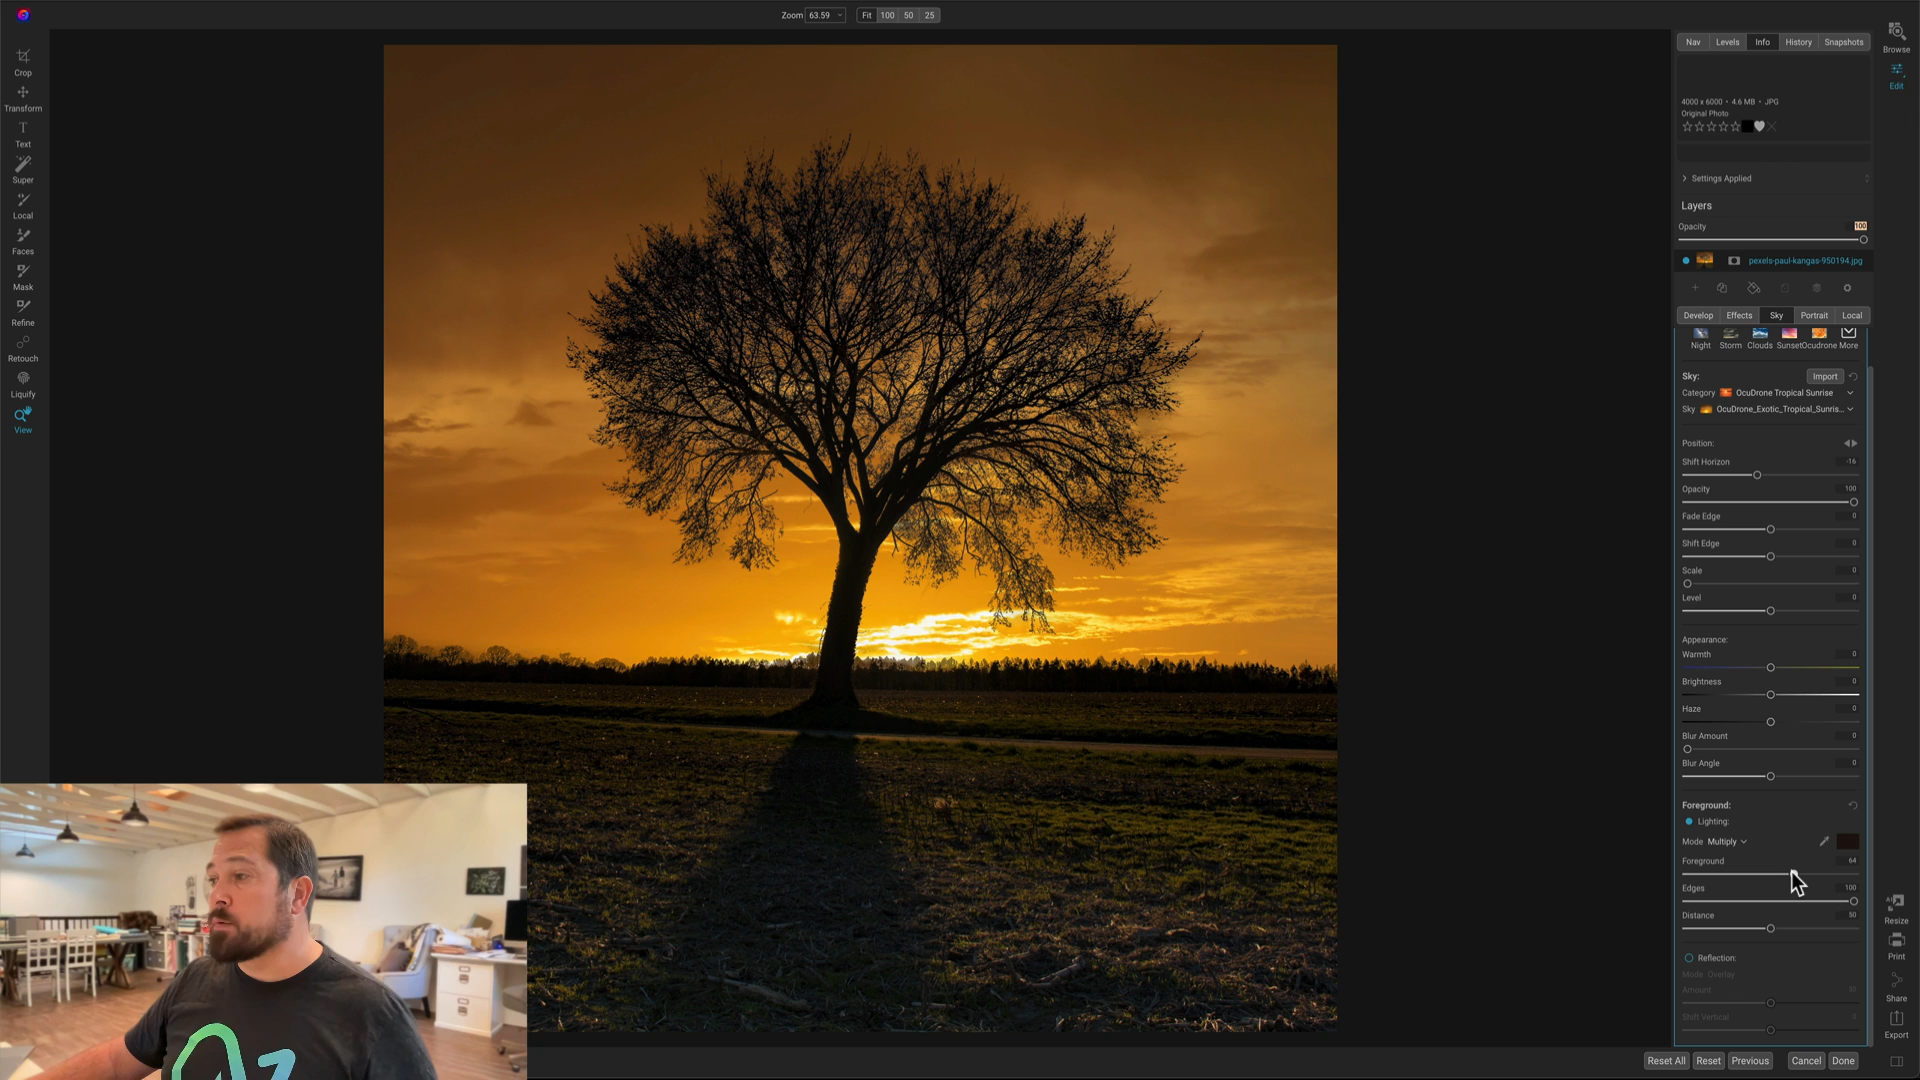 Zoom 63.59
Fit 100 50 25
Crop
Transform
Text
Super
Local
Faces
Mask
Refine
Retouch
Liquify
View
Nav Levels Info History Snapshots
Browse
Edit
4000 x 6000 • 4.6 MB • JPG
Original Photo
Settings Applied
Layers
Opacity 100
pexels-paul-kangas-950194.jpg
Develop Effects Sky Portrait Local
Night Storm Clouds Sunset Ocudrone More
Sky: Import
Category OcuDrone Tropical Sunrise
Sky OcuDrone_Exotic_Tropical_Sunris...
Position:
Shift Horizon -16
Opacity 100
Fade Edge 0
Shift Edge 0
Scale 0
Level 0
Appearance:
Warmth 0
Brightness 0
Haze 0
Blur Amount 0
Blur Angle 0
Foreground:
Lighting:
Mode Multiply
Foreground 64
Edges 100
Distance 50
Reflection:
Mode Overlay
Amount
Shift Vertical
Resize
Print
Share
Export
Reset All Reset Previous Cancel Done